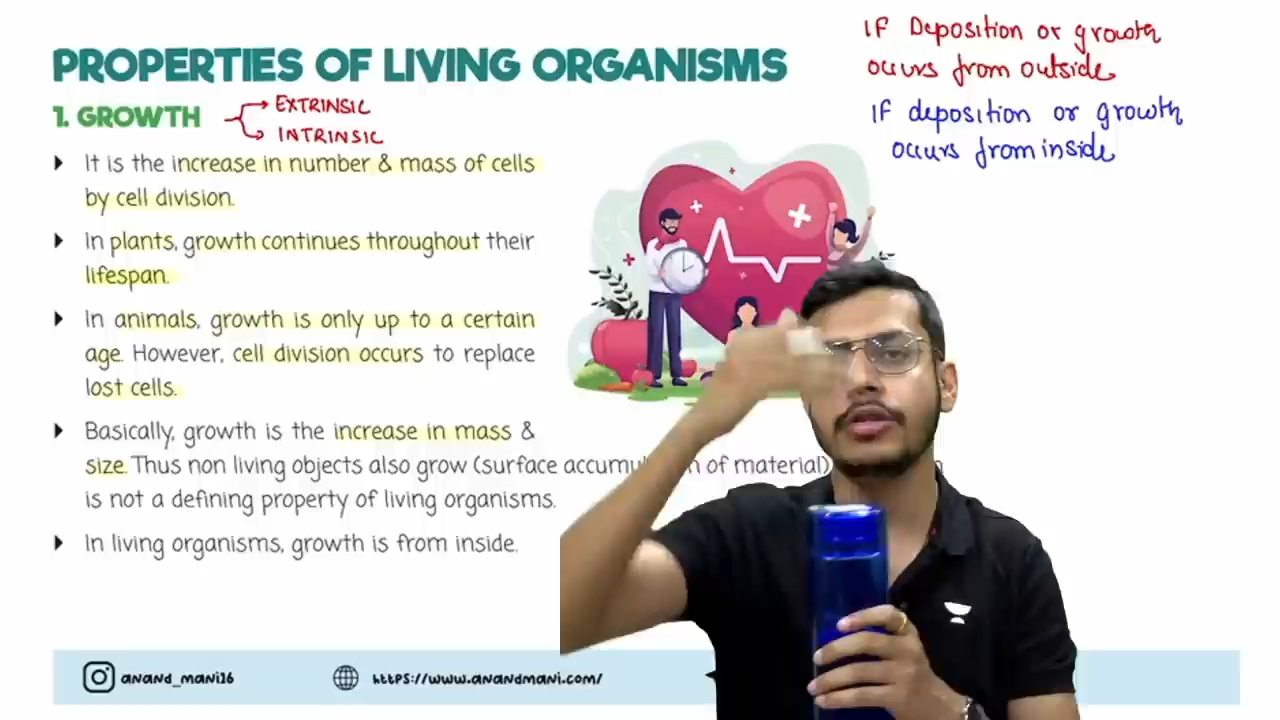 PROPERTIES OF LIVING ORGANISMS
1. GROWTH
EXTRINSIC
INTRINSIC
IF Deposition or growth
occurs from outside
IF deposition or growth
occurs from inside
It is the increase in number & mass of cells
by cell division.
In plants, growth continues throughout their
lifespan.
In animals, growth is only up to a certain
age. However, cell division occurs to replace
lost cells.
Basically, growth is the increase in mass &
size. Thus non living objects also grow (surface of material)
is not a defining property of living organisms.
In living organisms, growth is from inside.
anand_mani26
https://www.anandmani.com/